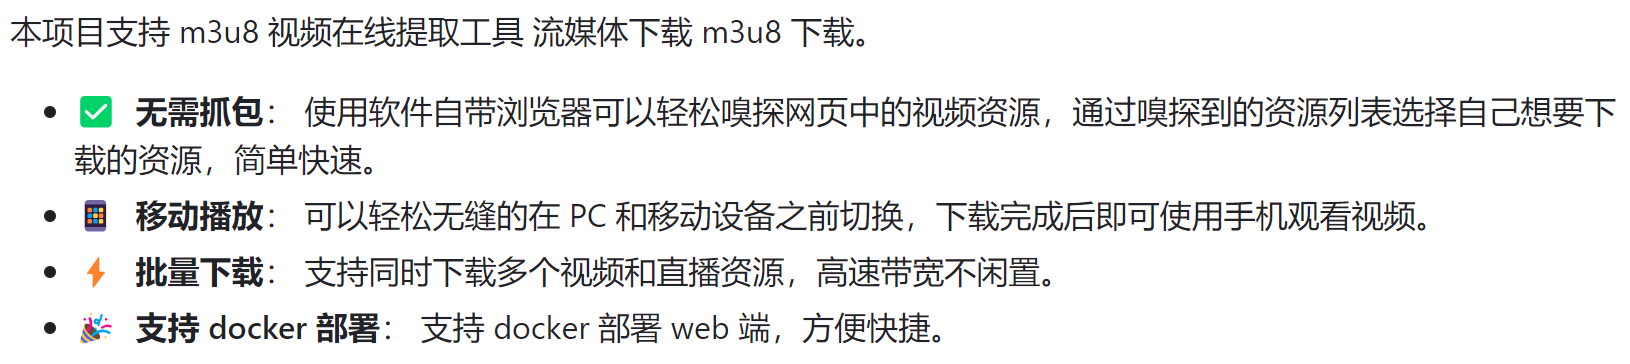 本项目支持 m3u8 视频在线提取工具 流媒体下载 m3u8 下载。
• ✅ 无需抓包： 使用软件自带浏览器可以轻松嗅探网页中的视频资源，通过嗅探到的资源列表选择自己想要下
载的资源，简单快速。
• 📱 移动播放： 可以轻松无缝的在 PC 和移动设备之前切换，下载完成后即可使用手机观看视频。
• ⚡ 批量下载： 支持同时下载多个视频和直播资源，高速带宽不闲置。
• 🎉 支持 docker 部署： 支持 docker 部署 web 端，方便快捷。